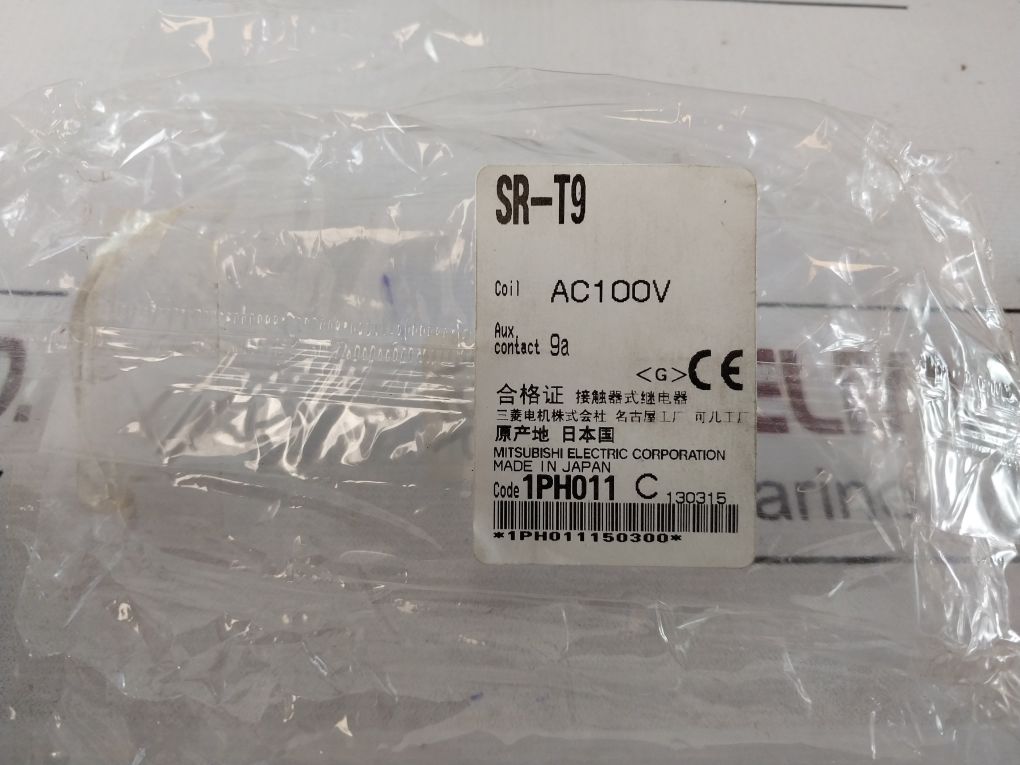 SR-T9
Coil AC100V
Aux.
contact 9a
<G> CE
合格证 接触器式继电器
三菱电机株式会社 名古屋工厂 可儿工厂
原产地 日本国
MITSUBISHI ELECTRIC CORPORATION
MADE IN JAPAN
Code 1PH011 C 130315
*1PH011150300*